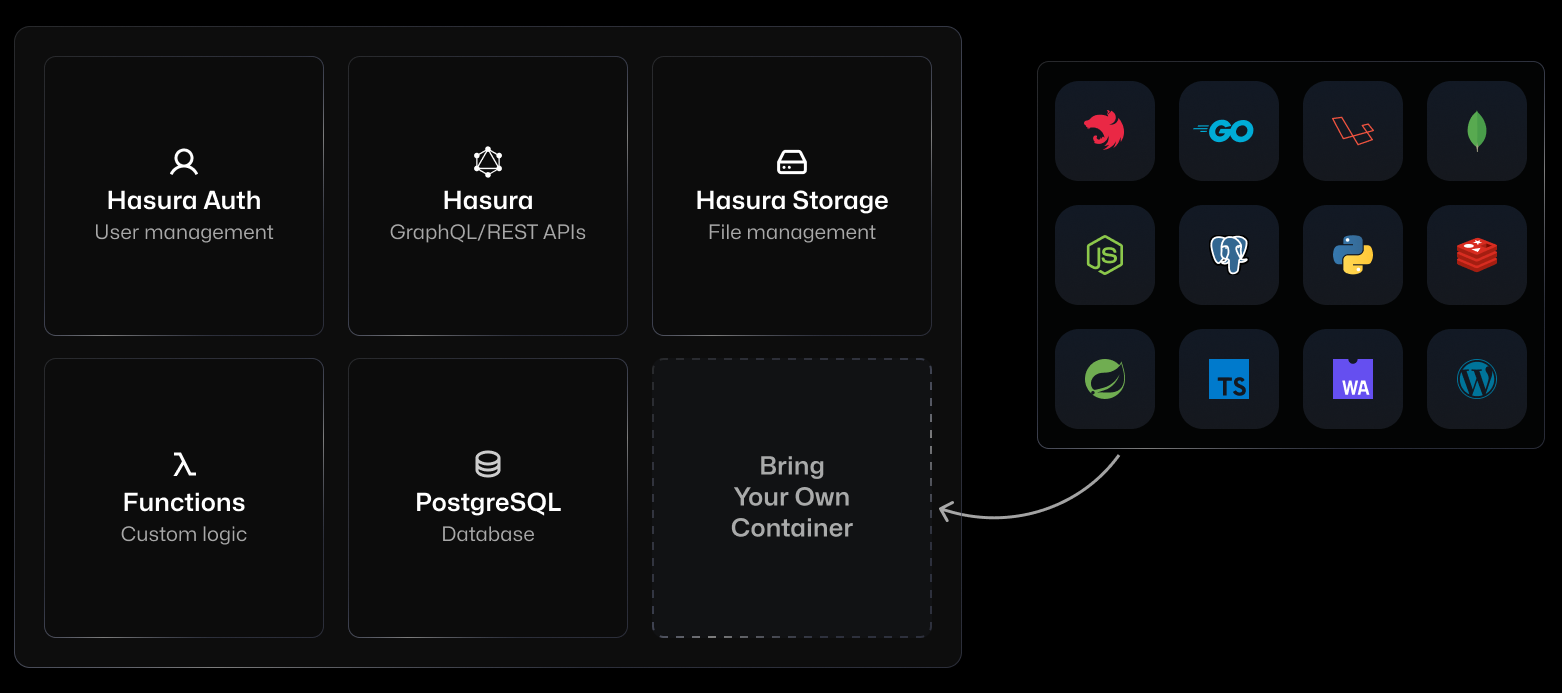 Hasura Auth
User management
Hasura
GraphQL/REST APIs
Hasura Storage
File management
Functions
Custom logic
PostgreSQL
Database
Bring
Your Own
Container
GO
JS
TS
WA